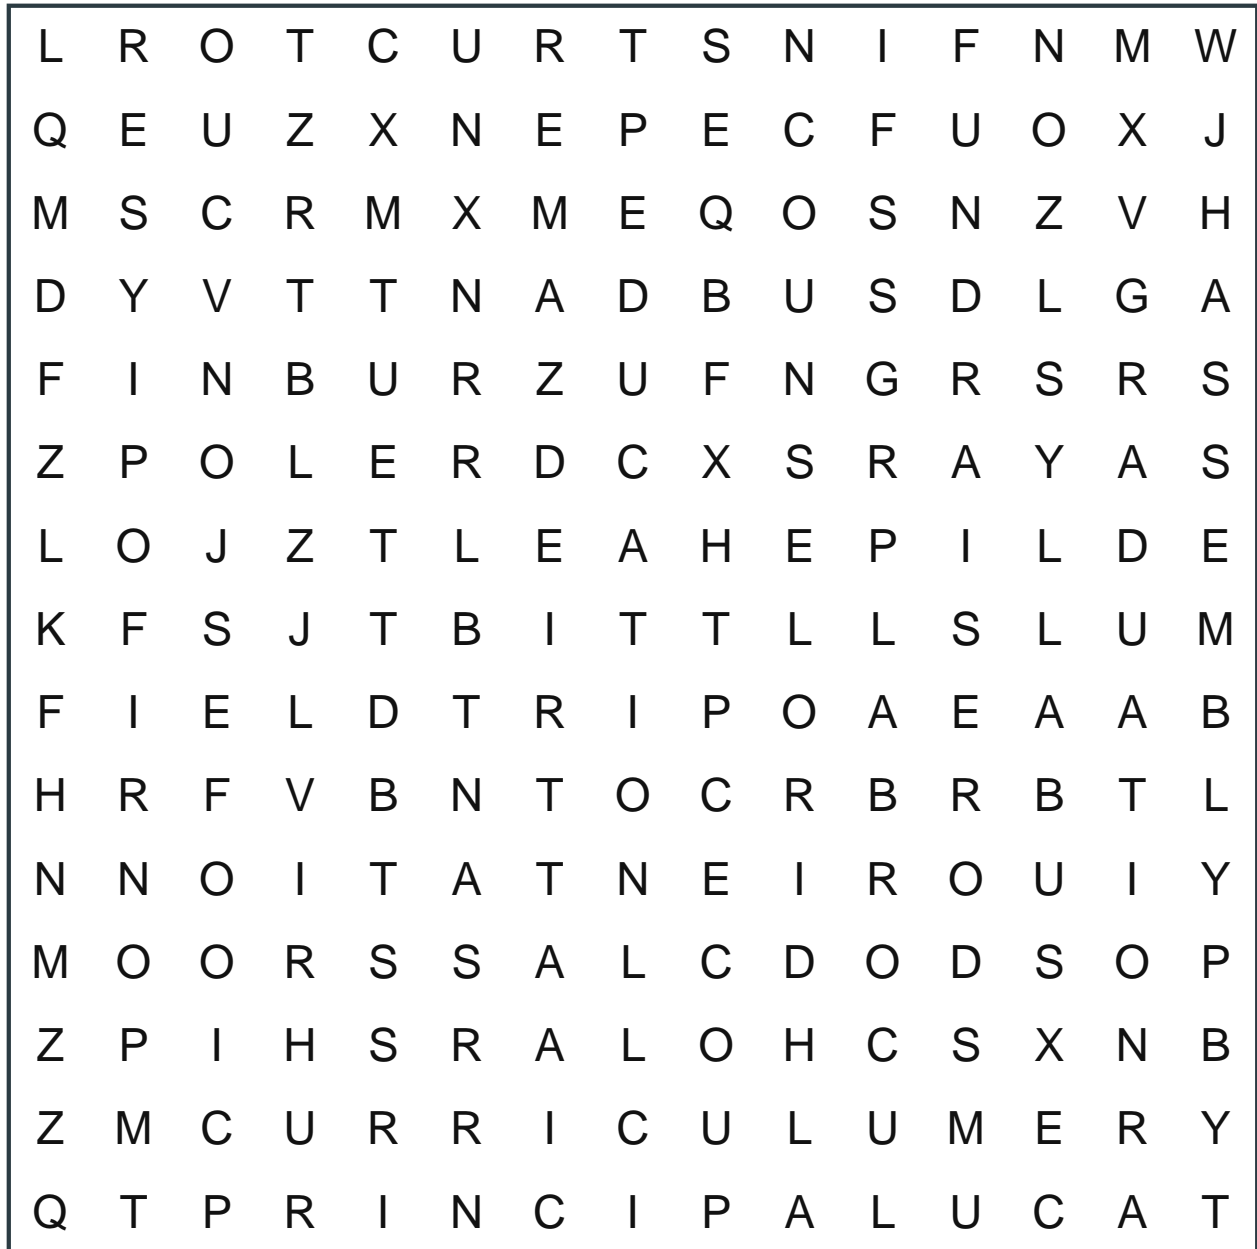 L R O T C U R T S N I F N M W
Q E U Z X N E P E C F U O X J
M S C R M X M E Q O S N Z V H
D Y V T T N A D B U S D L G A
F I N B U R Z U F N G R S R S
Z P O L E R D C X S R A Y A S
L O J Z T L E A H E P I L D E
K F S J T B I T T L L S L U M
F I E L D T R I P O A E A A B
H R F V B N T O C R B R B T L
N N O I T A T N E I R O U I Y
M O O R S S A L C D O D S O P
Z P I H S R A L O H C S X N B
Z M C U R R I C U L U M E R Y
Q T P R I N C I P A L U C A T